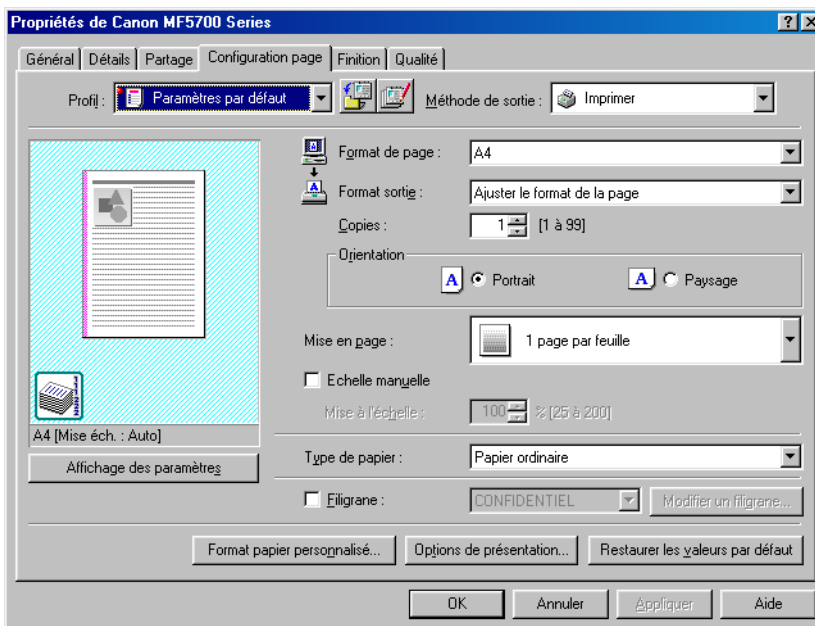 Propriétés de Canon MF5700 Series
Général Détails Partage Configuration page Finition Qualité
Profil : Paramètres par défaut Méthode de sortie : Imprimer
Format de page : A4
Format sortie : Ajuster le format de la page
Copies : 1 [1 à 99]
Orientation
A Portrait A Paysage
Mise en page : 1 page par feuille
Echelle manuelle
Mise à l'échelle : 100 % [25 à 200]
A4 [Mise éch. : Auto]
Affichage des paramètres
Type de papier : Papier ordinaire
Filigrane : CONFIDENTIEL Modifier un filigrane...
Format papier personnalisé... Options de présentation... Restaurer les valeurs par défaut
OK Annuler Appliquer Aide